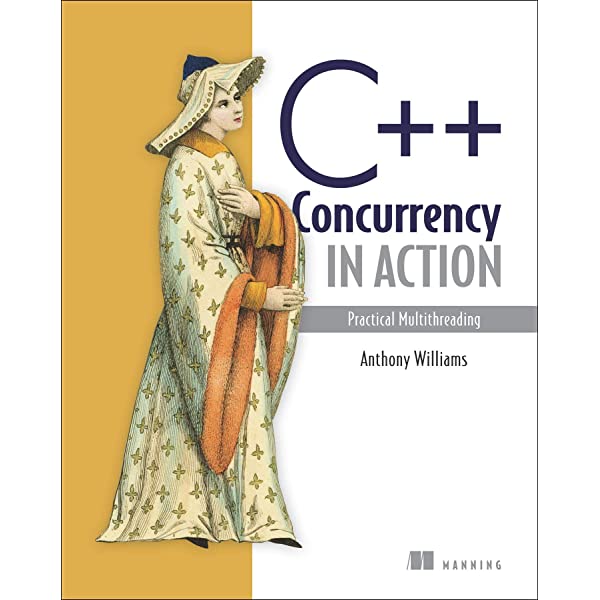 C++
Concurrency
IN ACTION
Practical Multithreading
Anthony Williams
MANNING